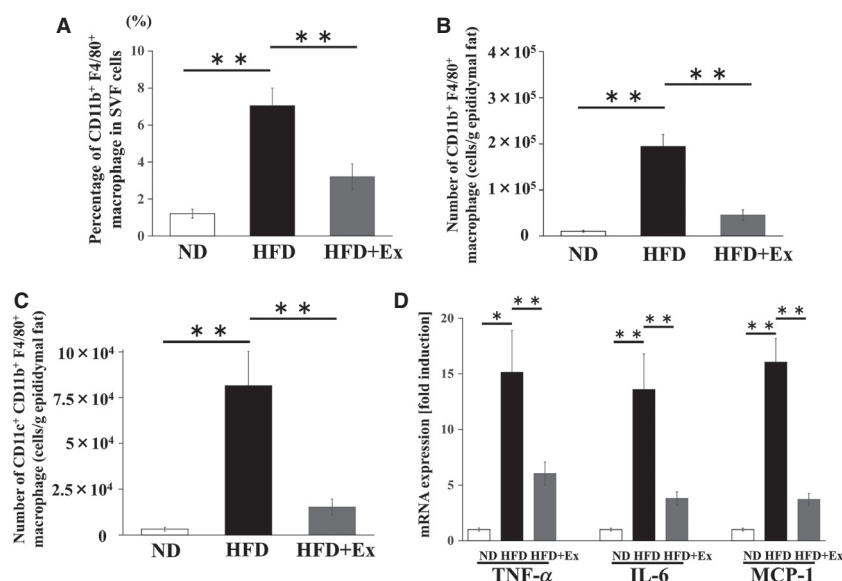 A
(%)
Percentage of CD11b⁺ F4/80⁺
macrophage in SVF cells
10
8
6
4
2
0
＊＊
＊＊
ND HFD HFD+Ex
B
Number of CD11b⁺ F4/80⁺
macrophage (cells/g epididymal fat)
4×10⁵
3×10⁵
2×10⁵
1×10⁵
0
＊＊
＊＊
ND HFD HFD+Ex
C
Number of CD11c⁺ CD11b⁺ F4/80⁺
macrophage (cells/g epididymal fat)
10×10⁴
7.5×10⁴
5×10⁴
2.5×10⁴
0
＊＊
＊＊
ND HFD HFD+Ex
D
mRNA expression [fold induction]
20
15
10
5
0
＊ ＊＊
＊＊ ＊＊
＊＊ ＊＊
ND HFD HFD+Ex ND HFD HFD+Ex ND HFD HFD+Ex
TNF-α IL-6 MCP-1